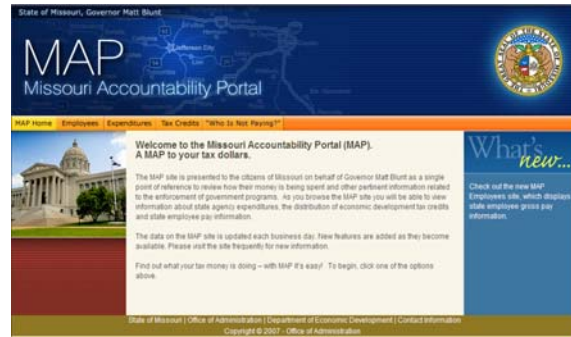 State of Missouri, Governor Matt Blunt
MAP
Missouri Accountability Portal
Jefferson City
MAP Home Employees Expenditures Tax Credits "Who Is Not Paying?"
Welcome to the Missouri Accountability Portal (MAP).
A MAP to your tax dollars.
The MAP site is presented to the citizens of Missouri on behalf of Governor Matt Blunt as a single
point of reference to review how their money is being spent and other pertinent information related
to the enforcement of government programs. As you browse the MAP site you will be able to view
information about state agency expenditures, the distribution of economic development tax credits
and state employee pay information.
The data on the MAP site is updated each business day. New features are added as they become
available. Please visit the site frequently for new information.
Find out what your tax money is doing – with MAP it's easy! To begin, click one of the options
above.
What's
new...
Check out the new MAP
Employees site, which displays
state employee gross pay
information.
State of Missouri | Office of Administration | Department of Economic Development | Contact Information
Copyright © 2007 - Office of Administration